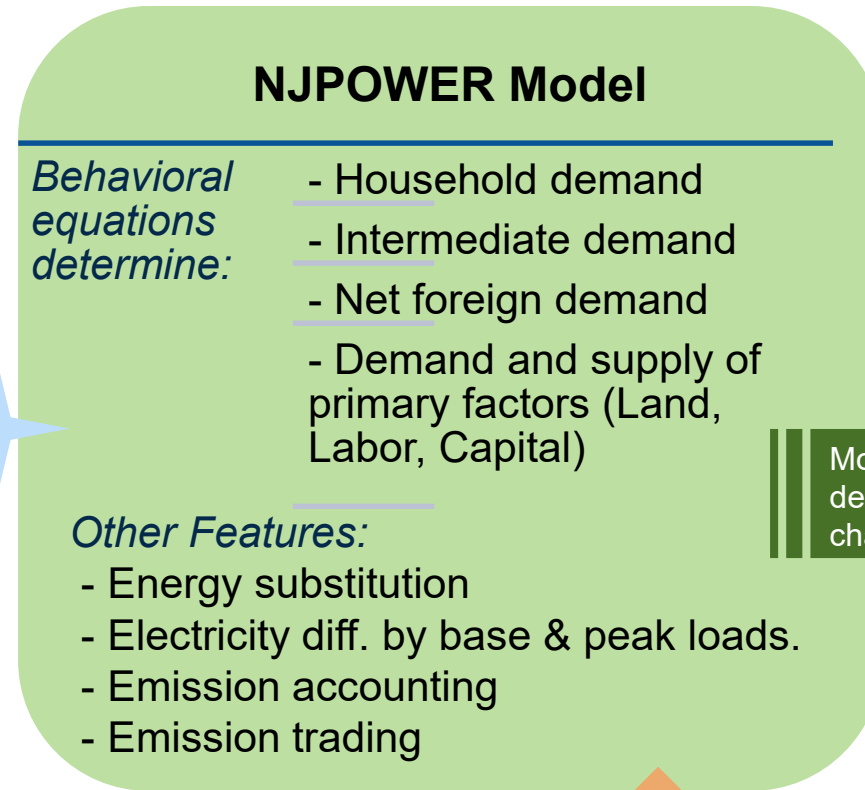 NJPOWER Model
Behavioral
equations
determine:
- Household demand
- Intermediate demand
- Net foreign demand
- Demand and supply of
primary factors (Land,
Labor, Capital)
Other Features:
- Energy substitution
- Electricity diff. by base & peak loads.
- Emission accounting
- Emission trading